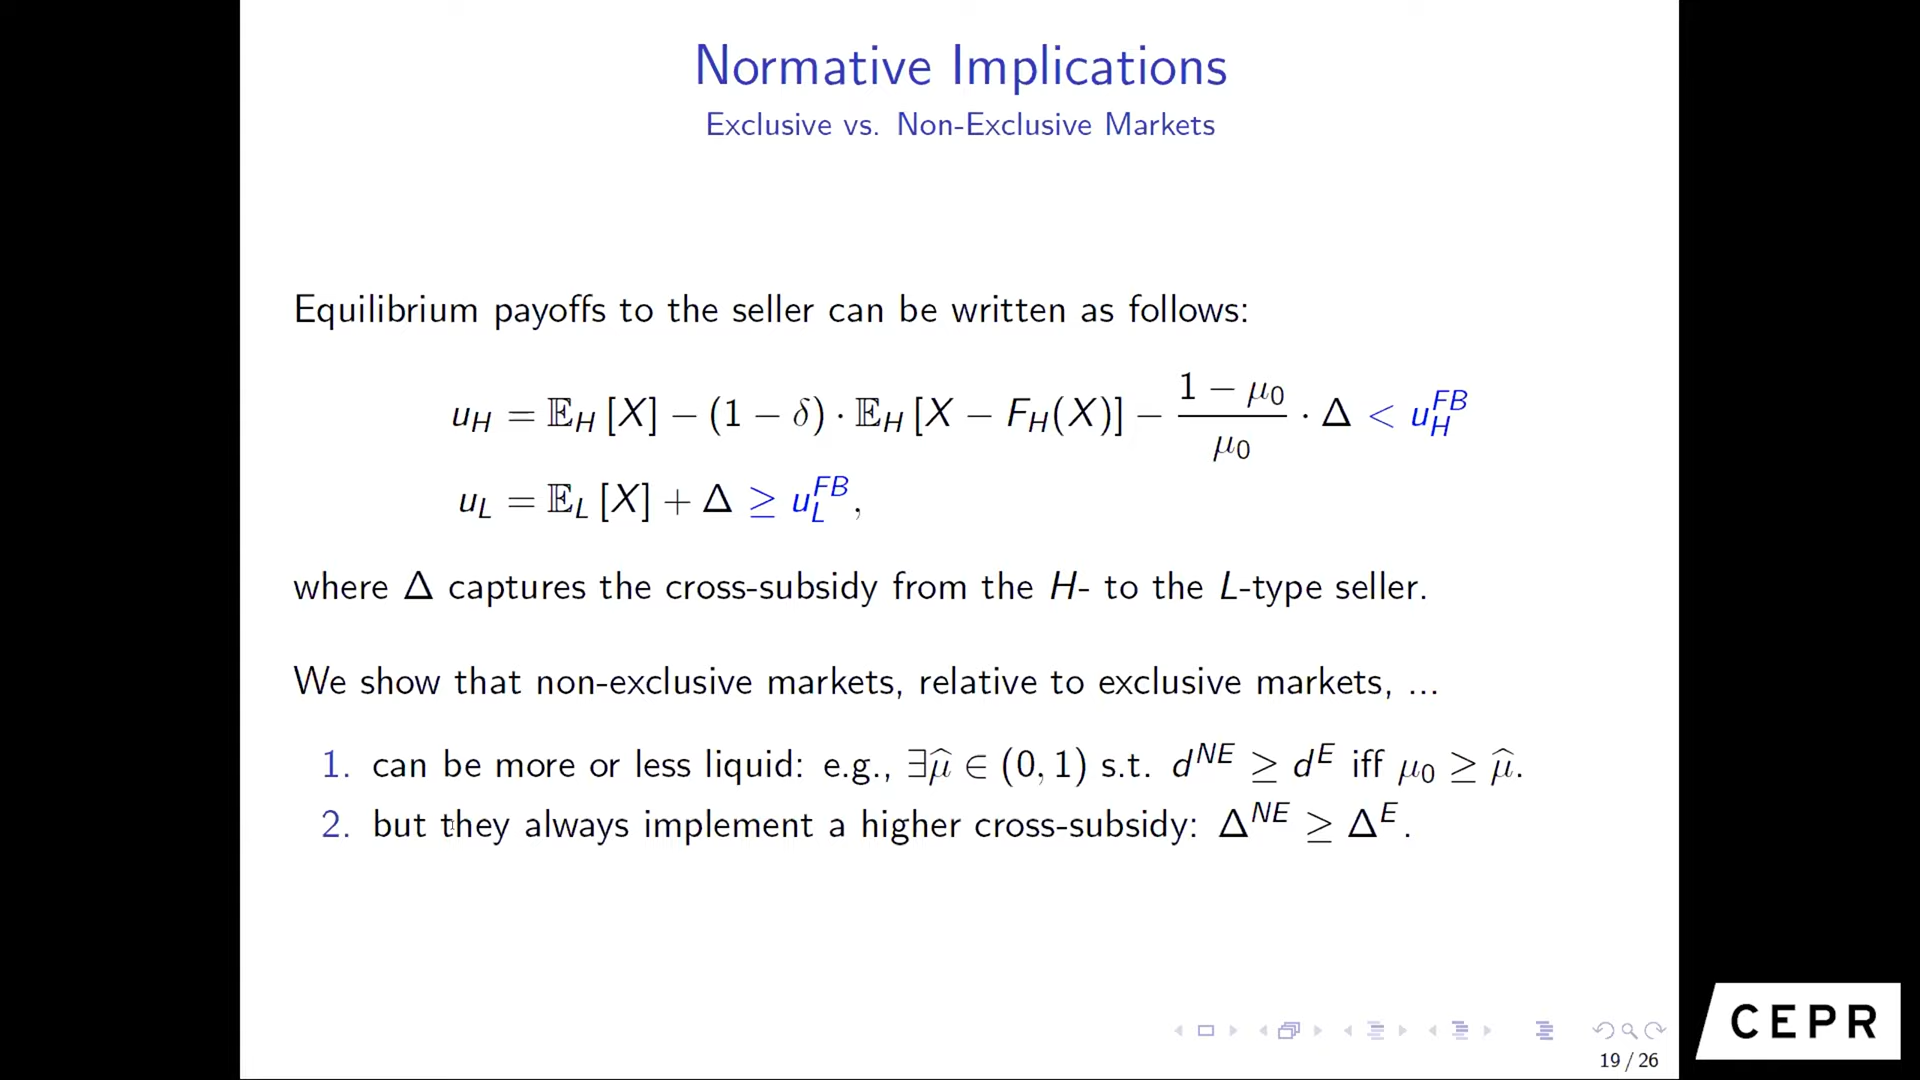 Normative Implications
Exclusive vs. Non-Exclusive Markets
Equilibrium payoffs to the seller can be written as follows:
u_H = 𝔼_H [X] − (1 − δ) · 𝔼_H [X − F_H(X)] − \frac{1 − μ_0}{μ_0} · Δ < u_H^{FB}
u_L = 𝔼_L [X] + Δ ≥ u_L^{FB},
where Δ captures the cross-subsidy from the H- to the L-type seller.
We show that non-exclusive markets, relative to exclusive markets, ...
1. can be more or less liquid: e.g., ∃\widehat{μ} ∈ (0, 1) s.t. d^{NE} ≥ d^E iff μ_0 ≥ \widehat{μ}.
2. but they always implement a higher cross-subsidy: Δ^{NE} ≥ Δ^E.
19 / 26
CEPR